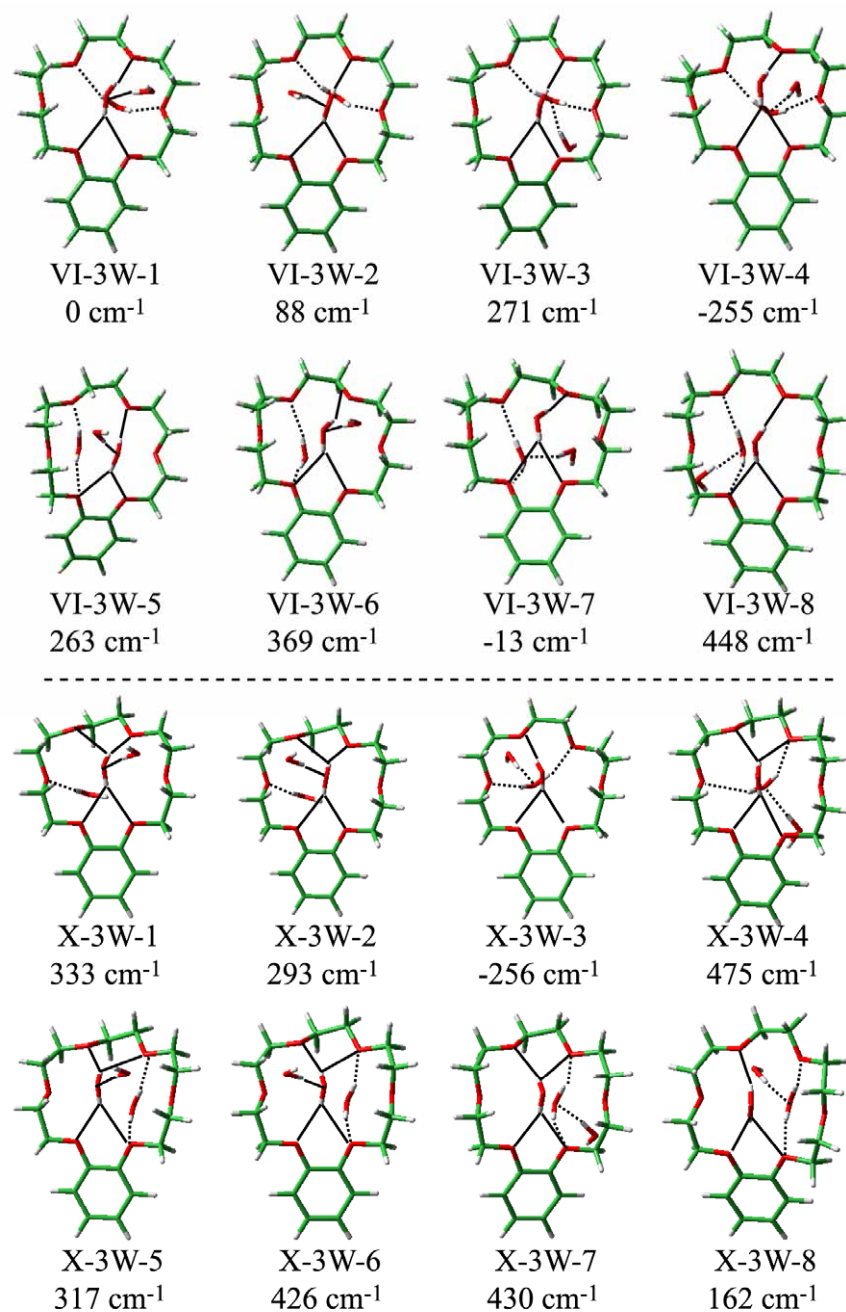 VI-3W-1 VI-3W-2 VI-3W-3 VI-3W-4
0 cm⁻¹ 88 cm⁻¹ 271 cm⁻¹ -255 cm⁻¹
VI-3W-5 VI-3W-6 VI-3W-7 VI-3W-8
263 cm⁻¹ 369 cm⁻¹ -13 cm⁻¹ 448 cm⁻¹
X-3W-1 X-3W-2 X-3W-3 X-3W-4
333 cm⁻¹ 293 cm⁻¹ -256 cm⁻¹ 475 cm⁻¹
X-3W-5 X-3W-6 X-3W-7 X-3W-8
317 cm⁻¹ 426 cm⁻¹ 430 cm⁻¹ 162 cm⁻¹